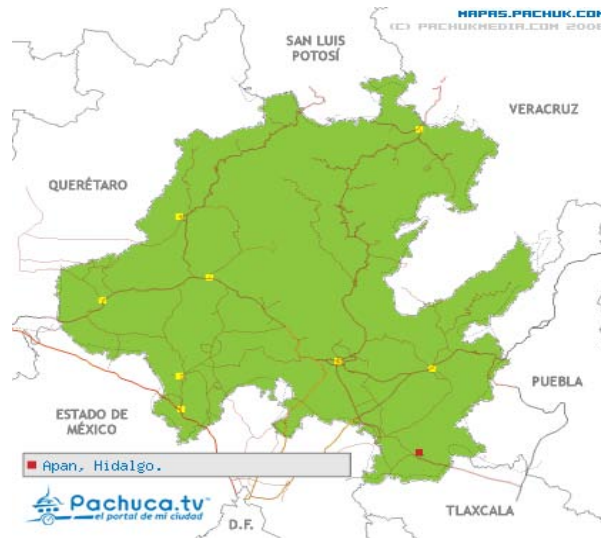 MAPAS.PACHUK.COM
(C) PACHUKMEDIA.COM 2006
SAN LUIS
POTOSÍ
VERACRUZ
QUERÉTARO
PUEBLA
ESTADO DE
MÉXICO
Apan, Hidalgo.
Pachuca.tv
el portal de mi ciudad
TLAXCALA
D.F.